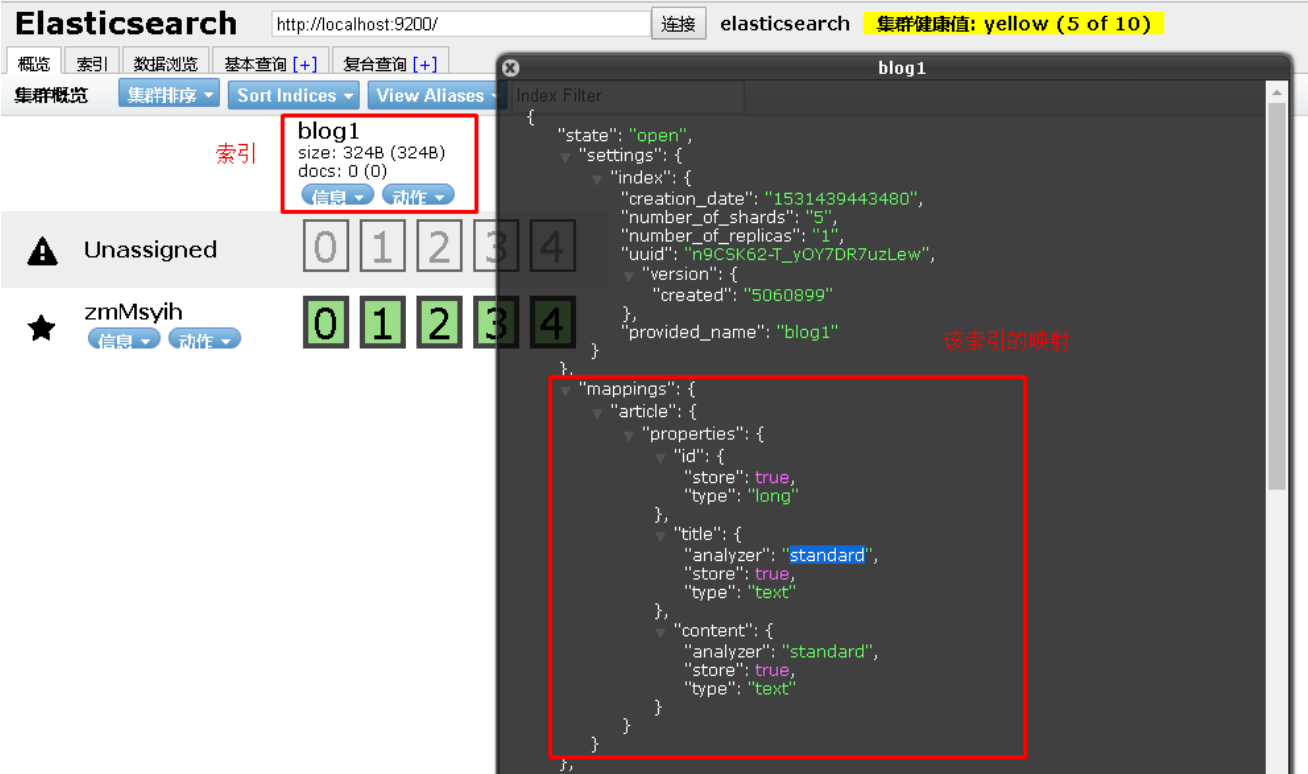 Elasticsearch http://localhost:9200/ 连接 elasticsearch 集群健康值: yellow (5 of 10)
概览 索引 数据浏览 基本查询 [+] 复合查询 [+]
集群概览 集群排序 Sort Indices View Aliases Index Filter
索引
blog1
size: 324B (324B)
docs: 0 (0)
信息 动作
Unassigned 0 1 2 3 4
zmMsyih
信息 动作
0 1 2 3 4
blog1
{
"state": "open",
"settings": {
"index": {
"creation_date": "1531439443480",
"number_of_shards": "5",
"number_of_replicas": "1",
"uuid": "n9CSK62-T_yOY7DR7uzLew",
"version": {
"created": "5060899"
},
"provided_name": "blog1"
}
},
该索引的映射
"mappings": {
"article": {
"properties": {
"id": {
"store": true,
"type": "long"
},
"title": {
"analyzer": "standard",
"store": true,
"type": "text"
},
"content": {
"analyzer": "standard",
"store": true,
"type": "text"
}
}
}
},